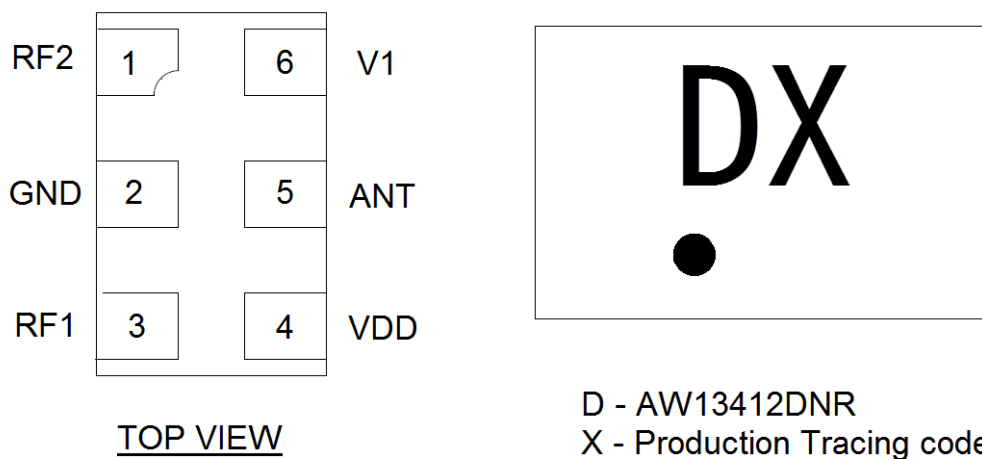 RF2 1 6 V1
GND 2 5 ANT
RF1 3 4 VDD
TOP VIEW
DX
D - AW13412DNR
X - Production Tracing code